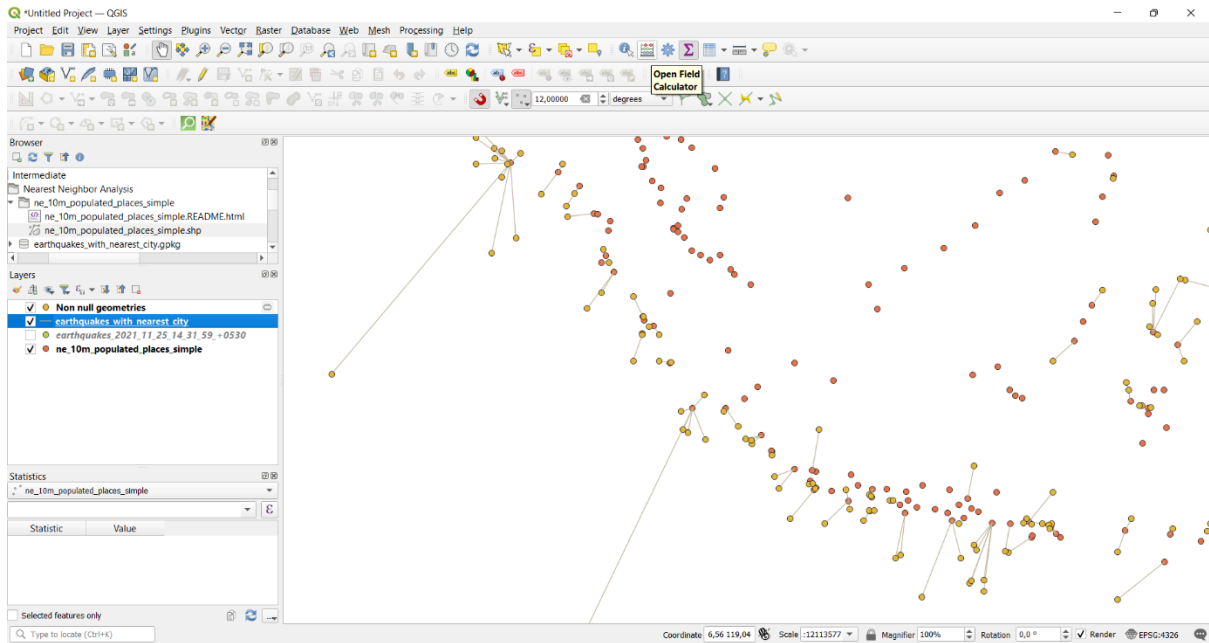 *Untitled Project — QGIS
Project Edit View Layer Settings Plugins Vector Raster Database Web Mesh Processing Help
Open Field
Calculator
12,00000 degrees
Browser
Intermediate
Nearest Neighbor Analysis
ne_10m_populated_places_simple
ne_10m_populated_places_simple.README.html
ne_10m_populated_places_simple.shp
earthquakes_with_nearest_city.gpkg
Layers
Non null geometries
earthquakes_with_nearest_city
earthquakes_2021_11_25_14_31_59_+0530
ne_10m_populated_places_simple
Statistics
ne_10m_populated_places_simple
ε
Statistic Value
Selected features only
Type to locate (Ctrl+K)
Coordinate 6,56 119,04 Scale :12113577 Magnifier 100% Rotation 0,0 ° Render EPSG:4326